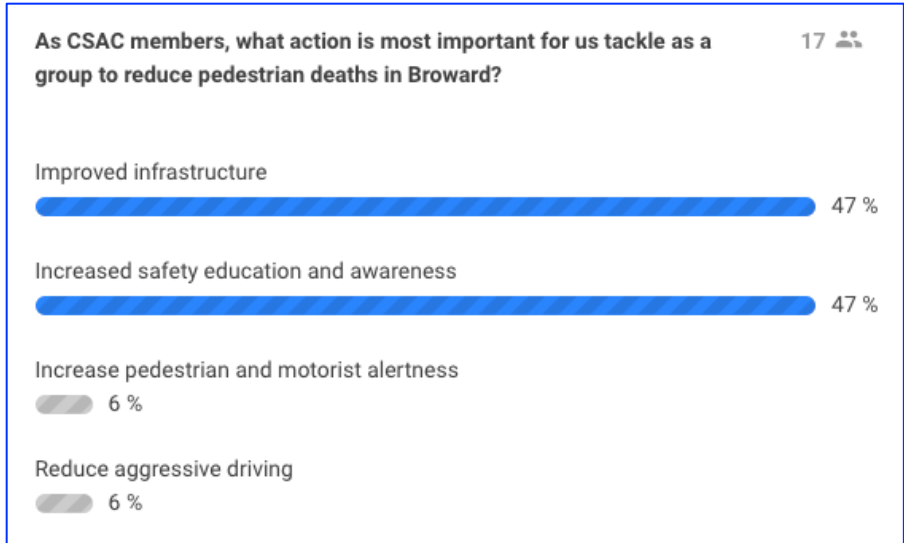 As CSAC members, what action is most important for us tackle as a
17
group to reduce pedestrian deaths in Broward?
Improved infrastructure
47 %
Increased safety education and awareness
47 %
Increase pedestrian and motorist alertness
6 %
Reduce aggressive driving
6 %